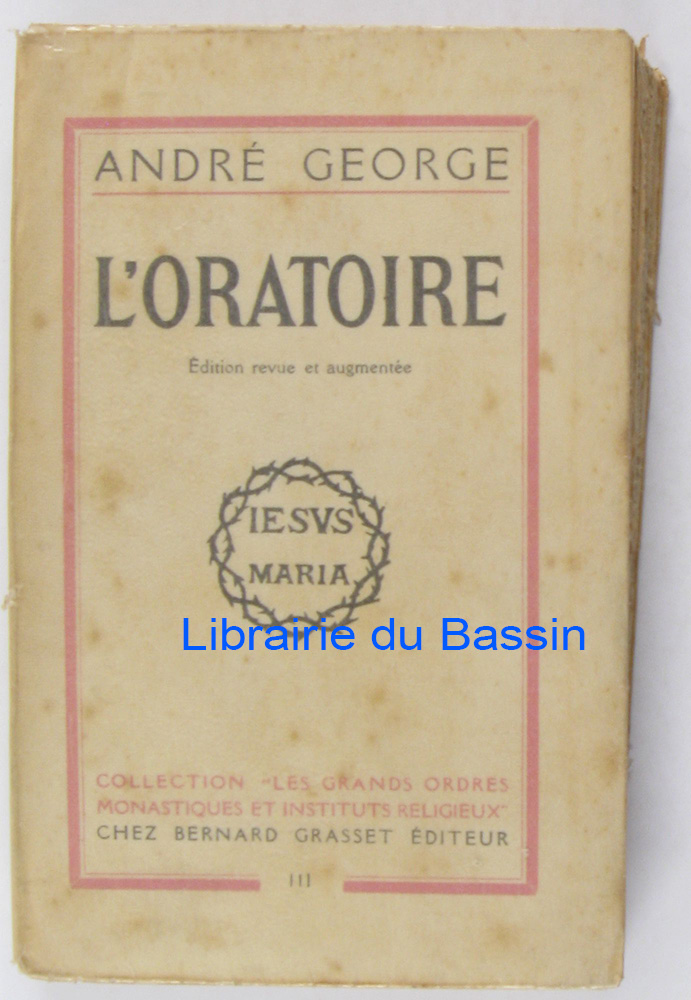 ANDRÉ GEORGE
L'ORATOIRE
Édition revue et augmentée
IESVS
MARIA
Librairie du Bassin
COLLECTION "LES GRANDS ORDRES
MONASTIQUES ET INSTITUTS RELIGIEUX"
CHEZ BERNARD GRASSET ÉDITEUR
III